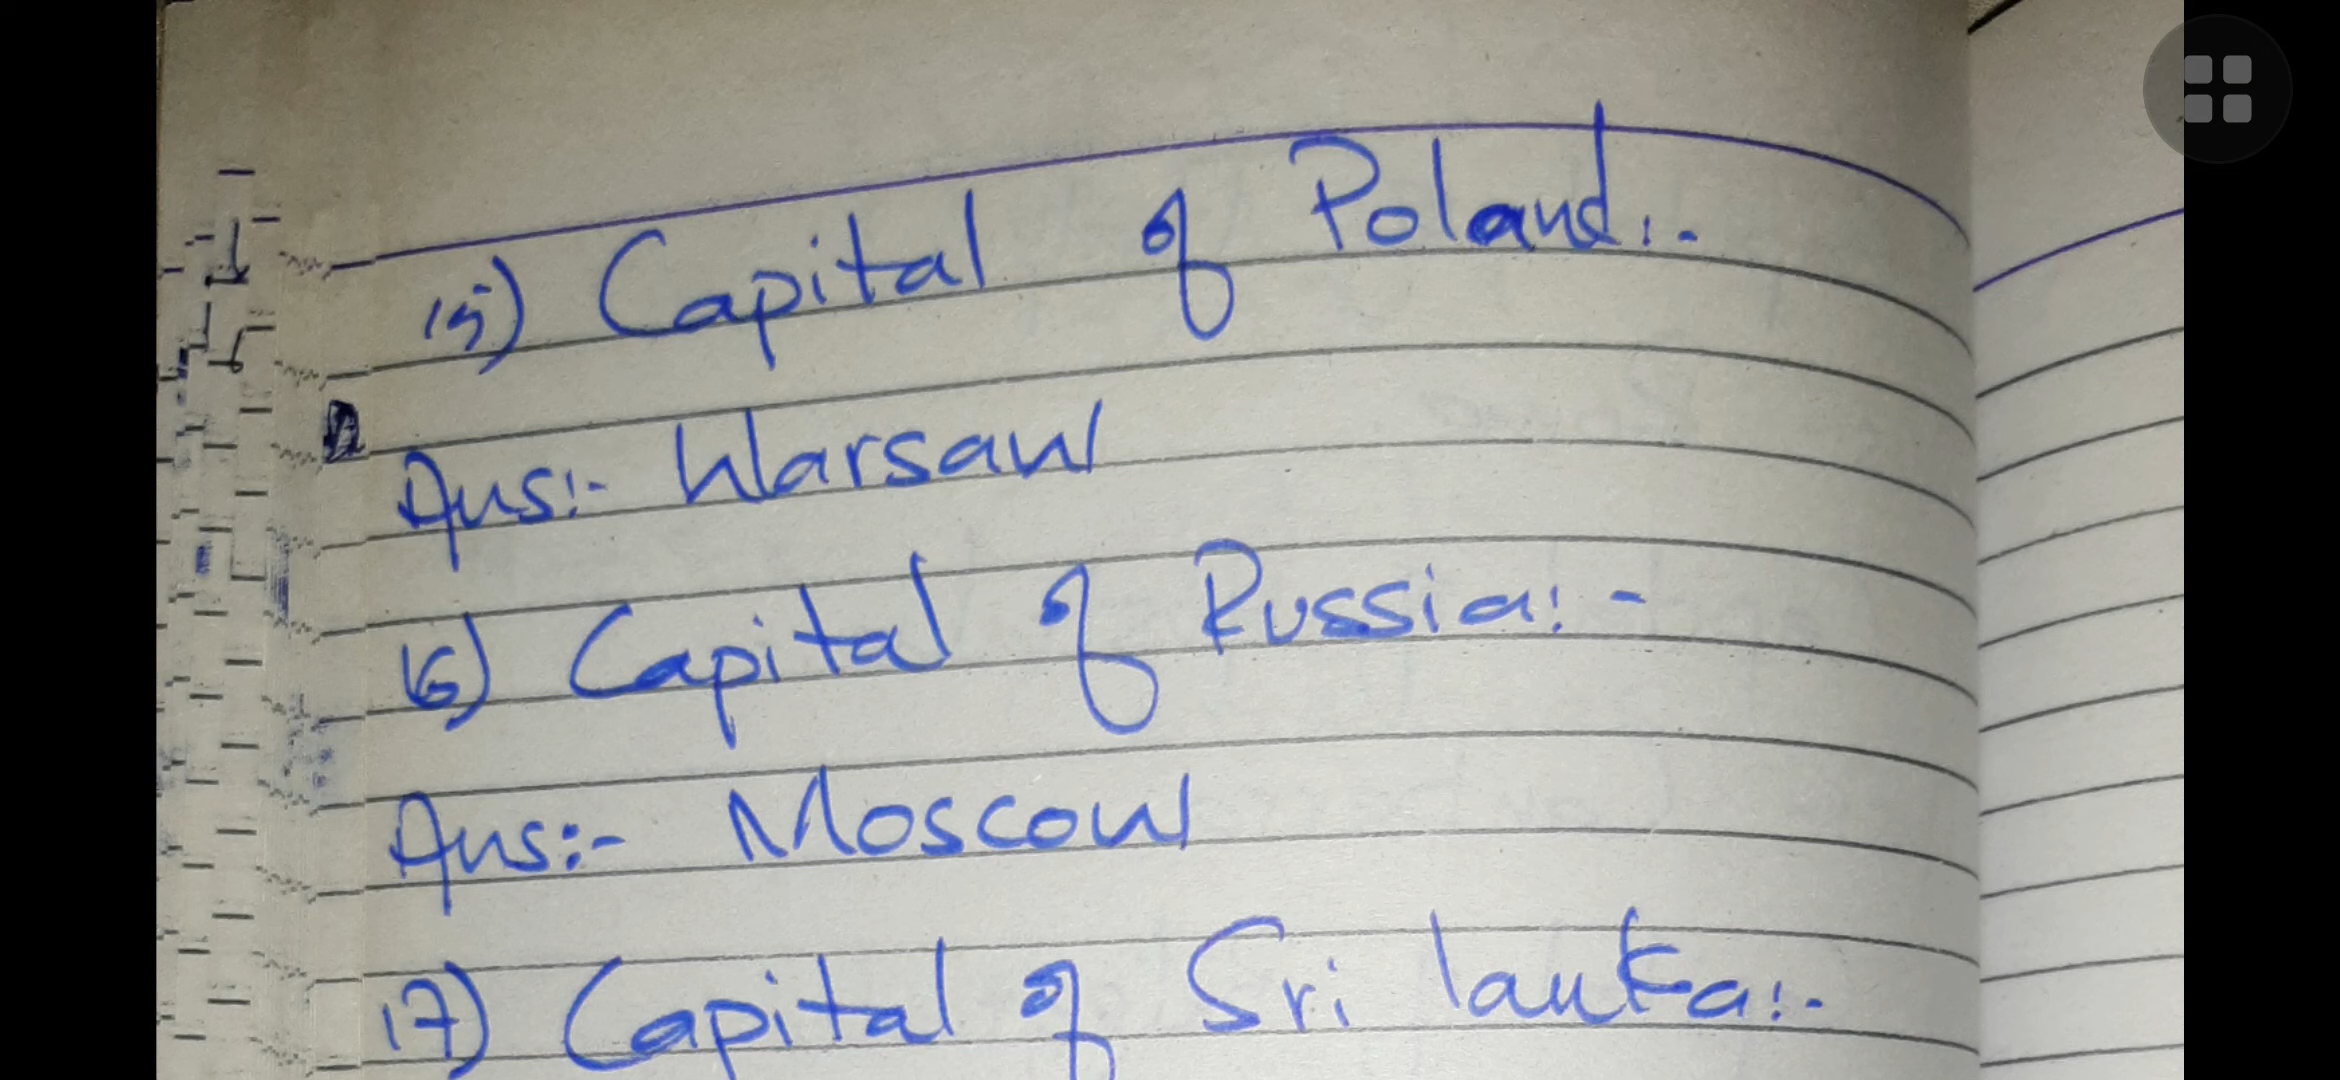 15) Capital of Poland:-
Ans:- Warsaw
16) Capital of Russia:-
Ans:- Moscow
17) Capital of Sri lanka:-